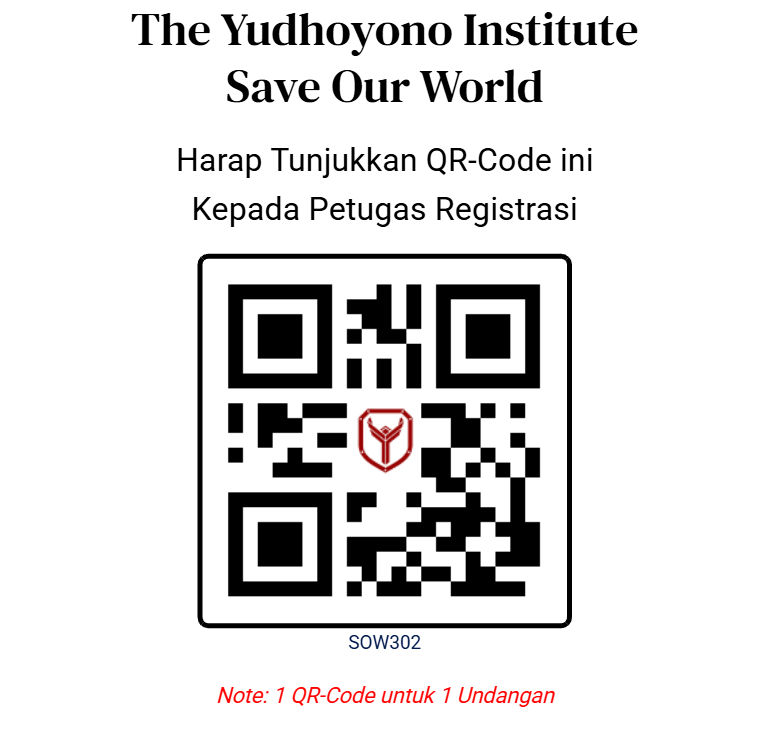 The Yudhoyono Institute
Save Our World
Harap Tunjukkan QR-Code ini
Kepada Petugas Registrasi
SOW302
Note: 1 QR-Code untuk 1 Undangan